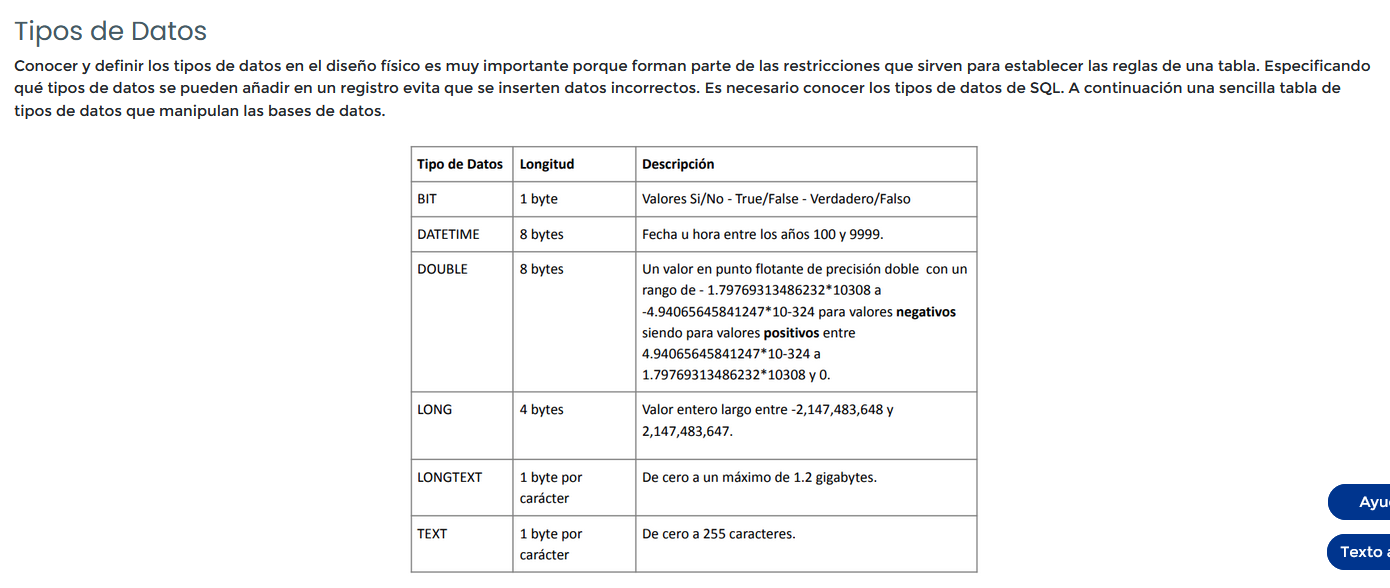 Tipos de Datos
Conocer y definir los tipos de datos en el diseño físico es muy importante porque forman parte de las restricciones que sirven para establecer las reglas de una tabla. Especificando
qué tipos de datos se pueden añadir en un registro evita que se inserten datos incorrectos. Es necesario conocer los tipos de datos de SQL. A continuación una sencilla tabla de
tipos de datos que manipulan las bases de datos.
Tipo de Datos Longitud Descripción
BIT 1 byte Valores Si/No - True/False - Verdadero/Falso
DATETIME 8 bytes Fecha u hora entre los años 100 y 9999.
DOUBLE 8 bytes Un valor en punto flotante de precisión doble con un
rango de - 1.79769313486232*10308 a
-4.94065645841247*10-324 para valores negativos
siendo para valores positivos entre
4.94065645841247*10-324 a
1.79769313486232*10308 y 0.
LONG 4 bytes Valor entero largo entre -2,147,483,648 y
2,147,483,647.
LONGTEXT 1 byte por De cero a un máximo de 1.2 gigabytes.
carácter
TEXT 1 byte por De cero a 255 caracteres.
carácter
Texto